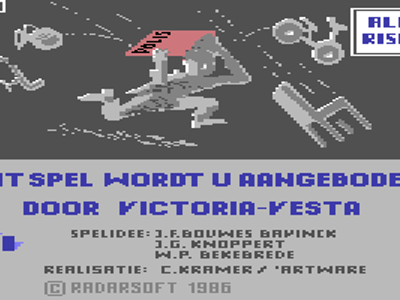 POLIS
ALL
RISK
IT SPEL WORDT U AANGEBODE
DOOR VICTORIA-VESTA
SPELIDEE: J.F. BOUWES BAVINCK
J.G. KNOPPERT
W.P. BEKEBREDE
REALISATIE: C.KRAMER / 'ARTWARE
© RADARSOFT 1986